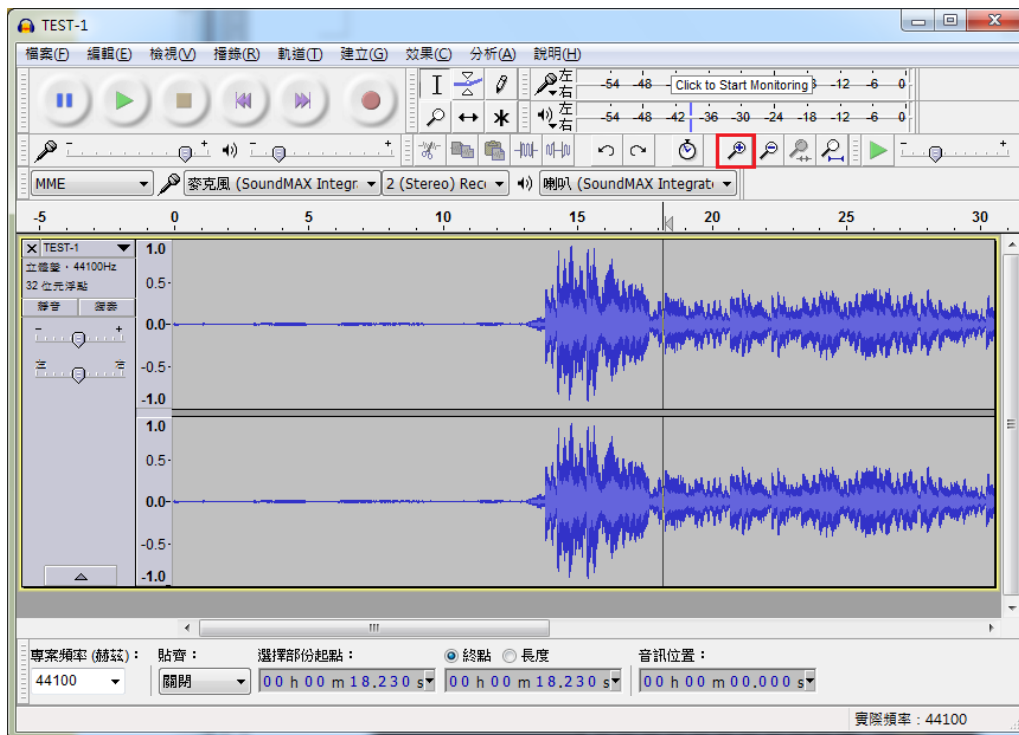 TEST-1
檔案(F) 編輯(E) 檢視(V) 播錄(R) 軌道(T) 建立(G) 效果(C) 分析(A) 說明(H)
左 右 -54 -48 Click to Start Monitoring -12 -6 0
左 右 -54 -48 -42 -36 -30 -24 -18 -12 -6 0
MME 麥克風 (SoundMAX Integr 2 (Stereo) Rec 喇叭 (SoundMAX Integrat
-5 0 5 10 15 20 25 30
TEST-1
立體聲，44100Hz
32 位元浮點
靜音 獨奏
- +
左 右
1.0
0.5
0.0
-0.5
-1.0
1.0
0.5
0.0
-0.5
-1.0
專案頻率 (赫茲)： 貼齊： 選擇部份起點： 終點 長度 音訊位置：
44100 關閉 00 h 00 m 18.230 s 00 h 00 m 18.230 s 00 h 00 m 00.000 s
實際頻率：44100